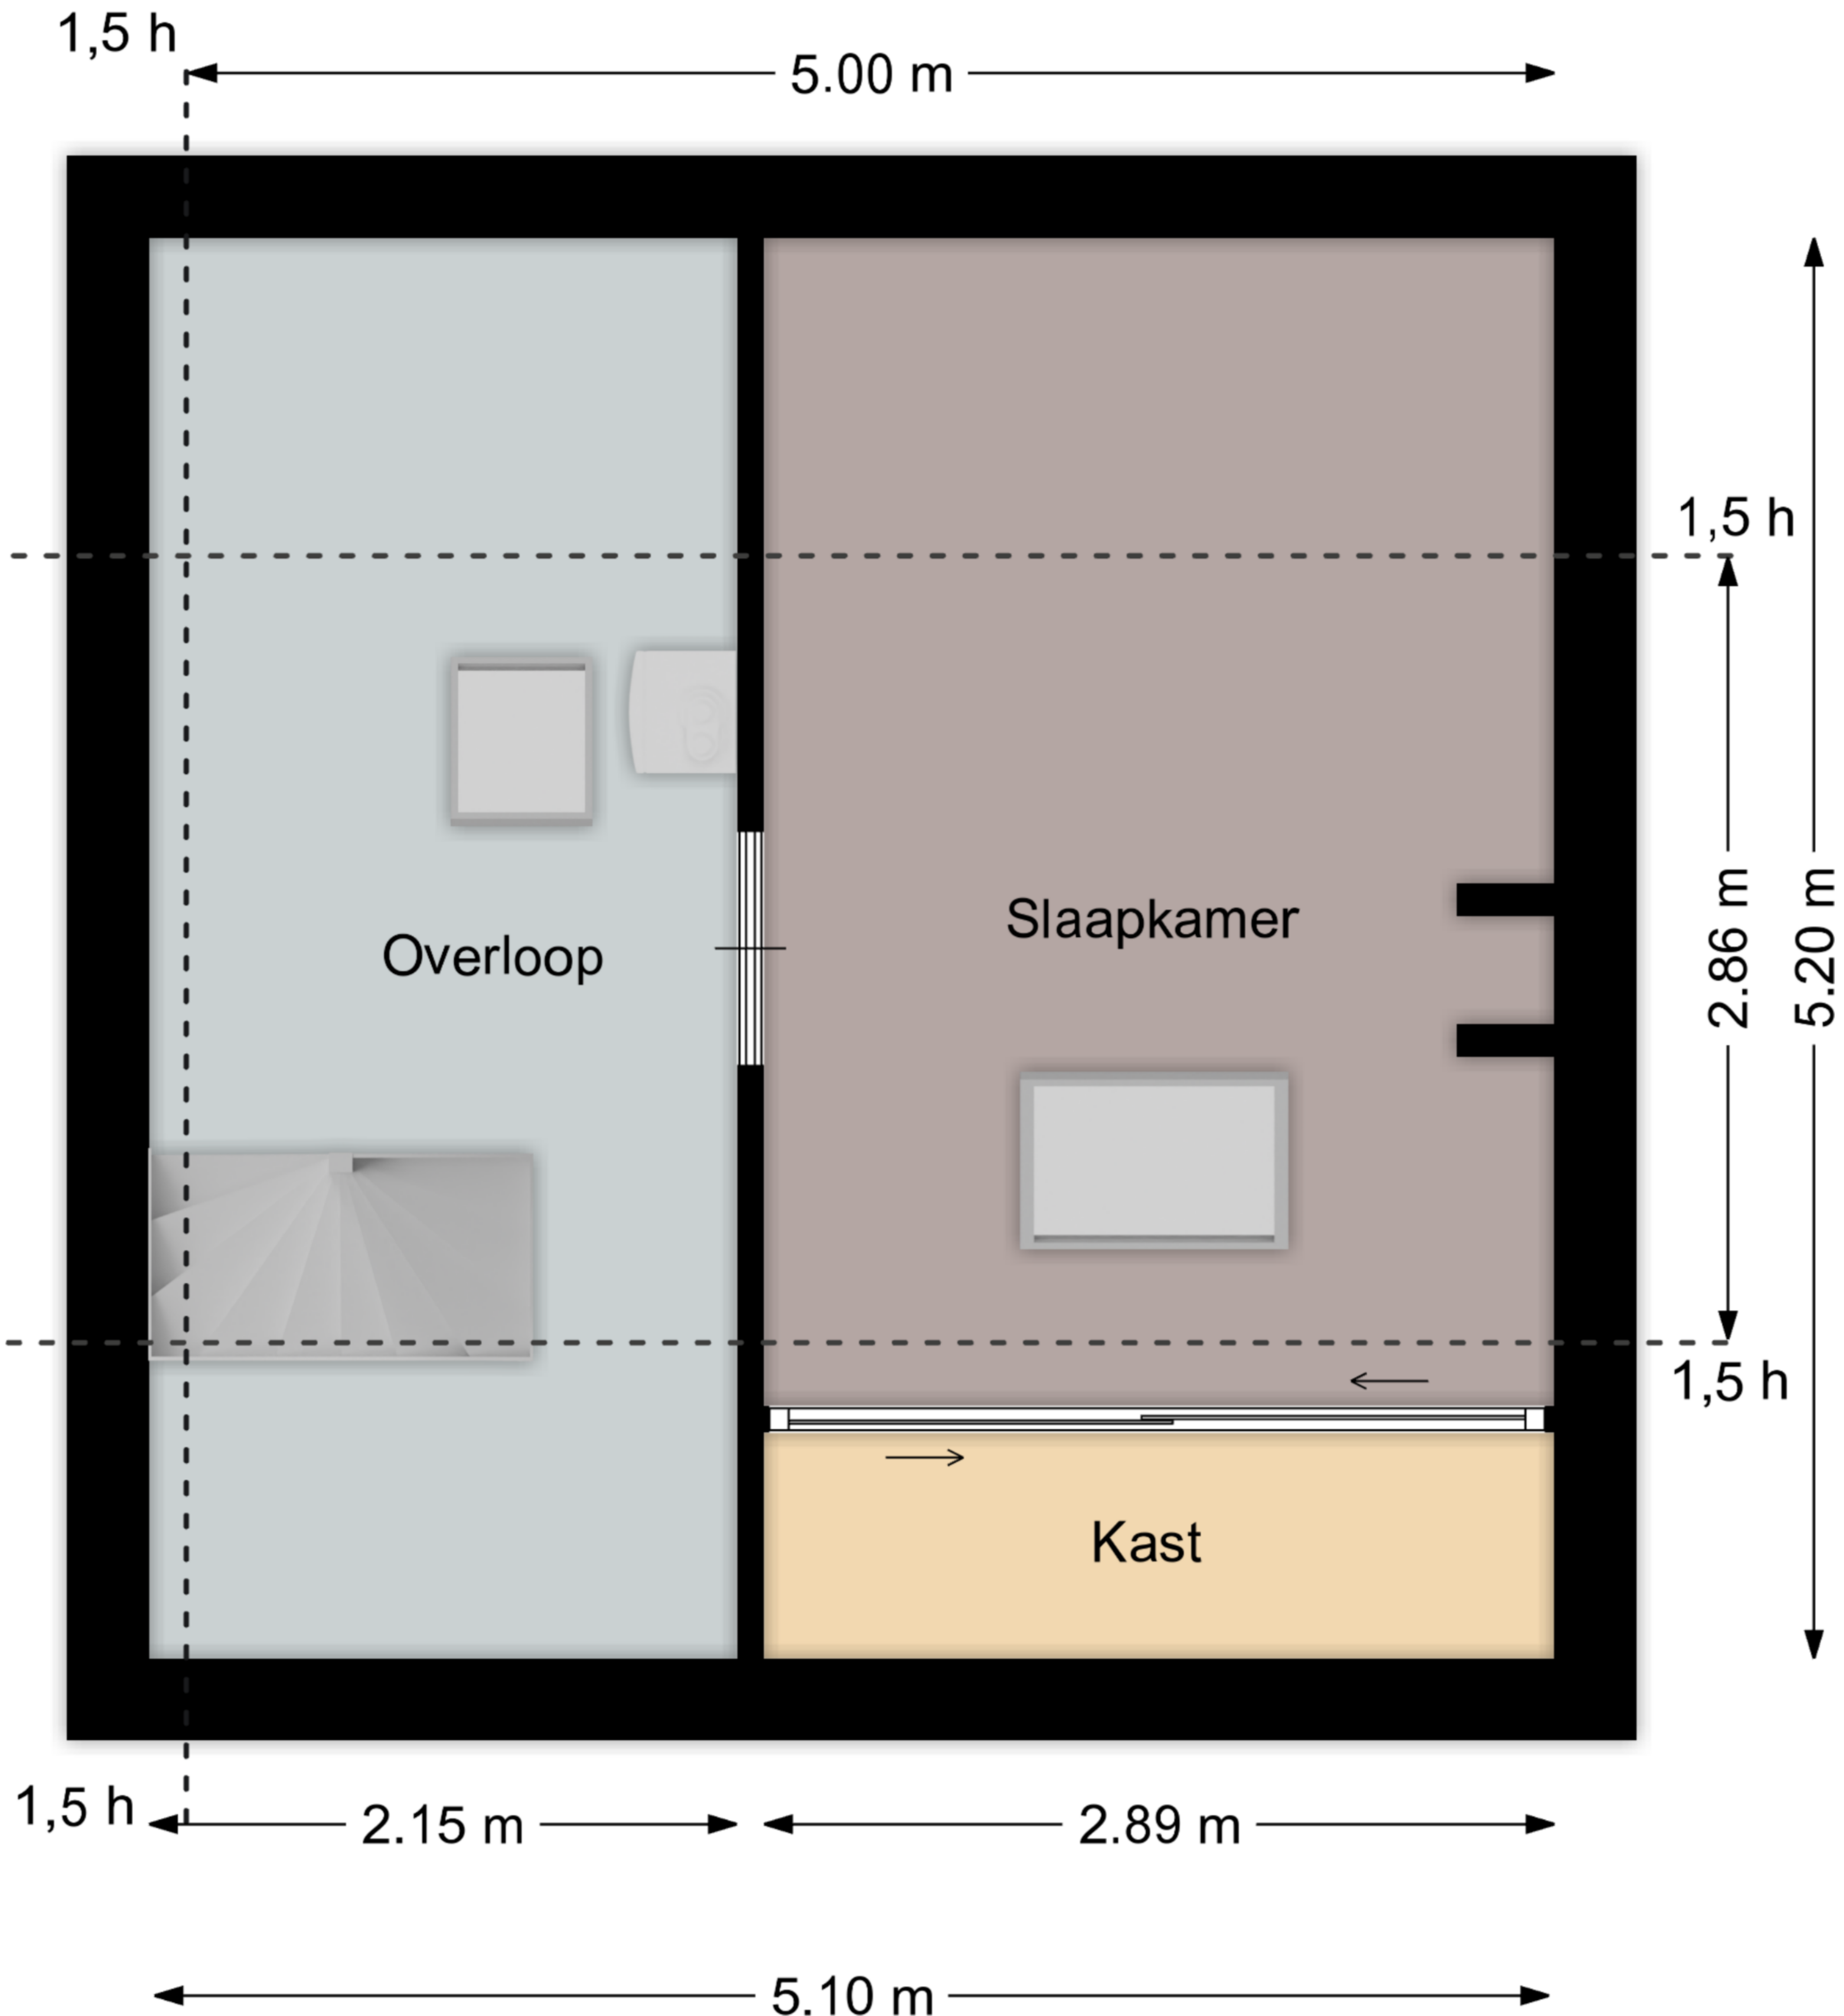 1,5 h
5.00 m
1,5 h
Slaapkamer
Overloop
2.86 m
5.20 m
1,5 h
Kast
1,5 h
2.15 m
2.89 m
5.10 m